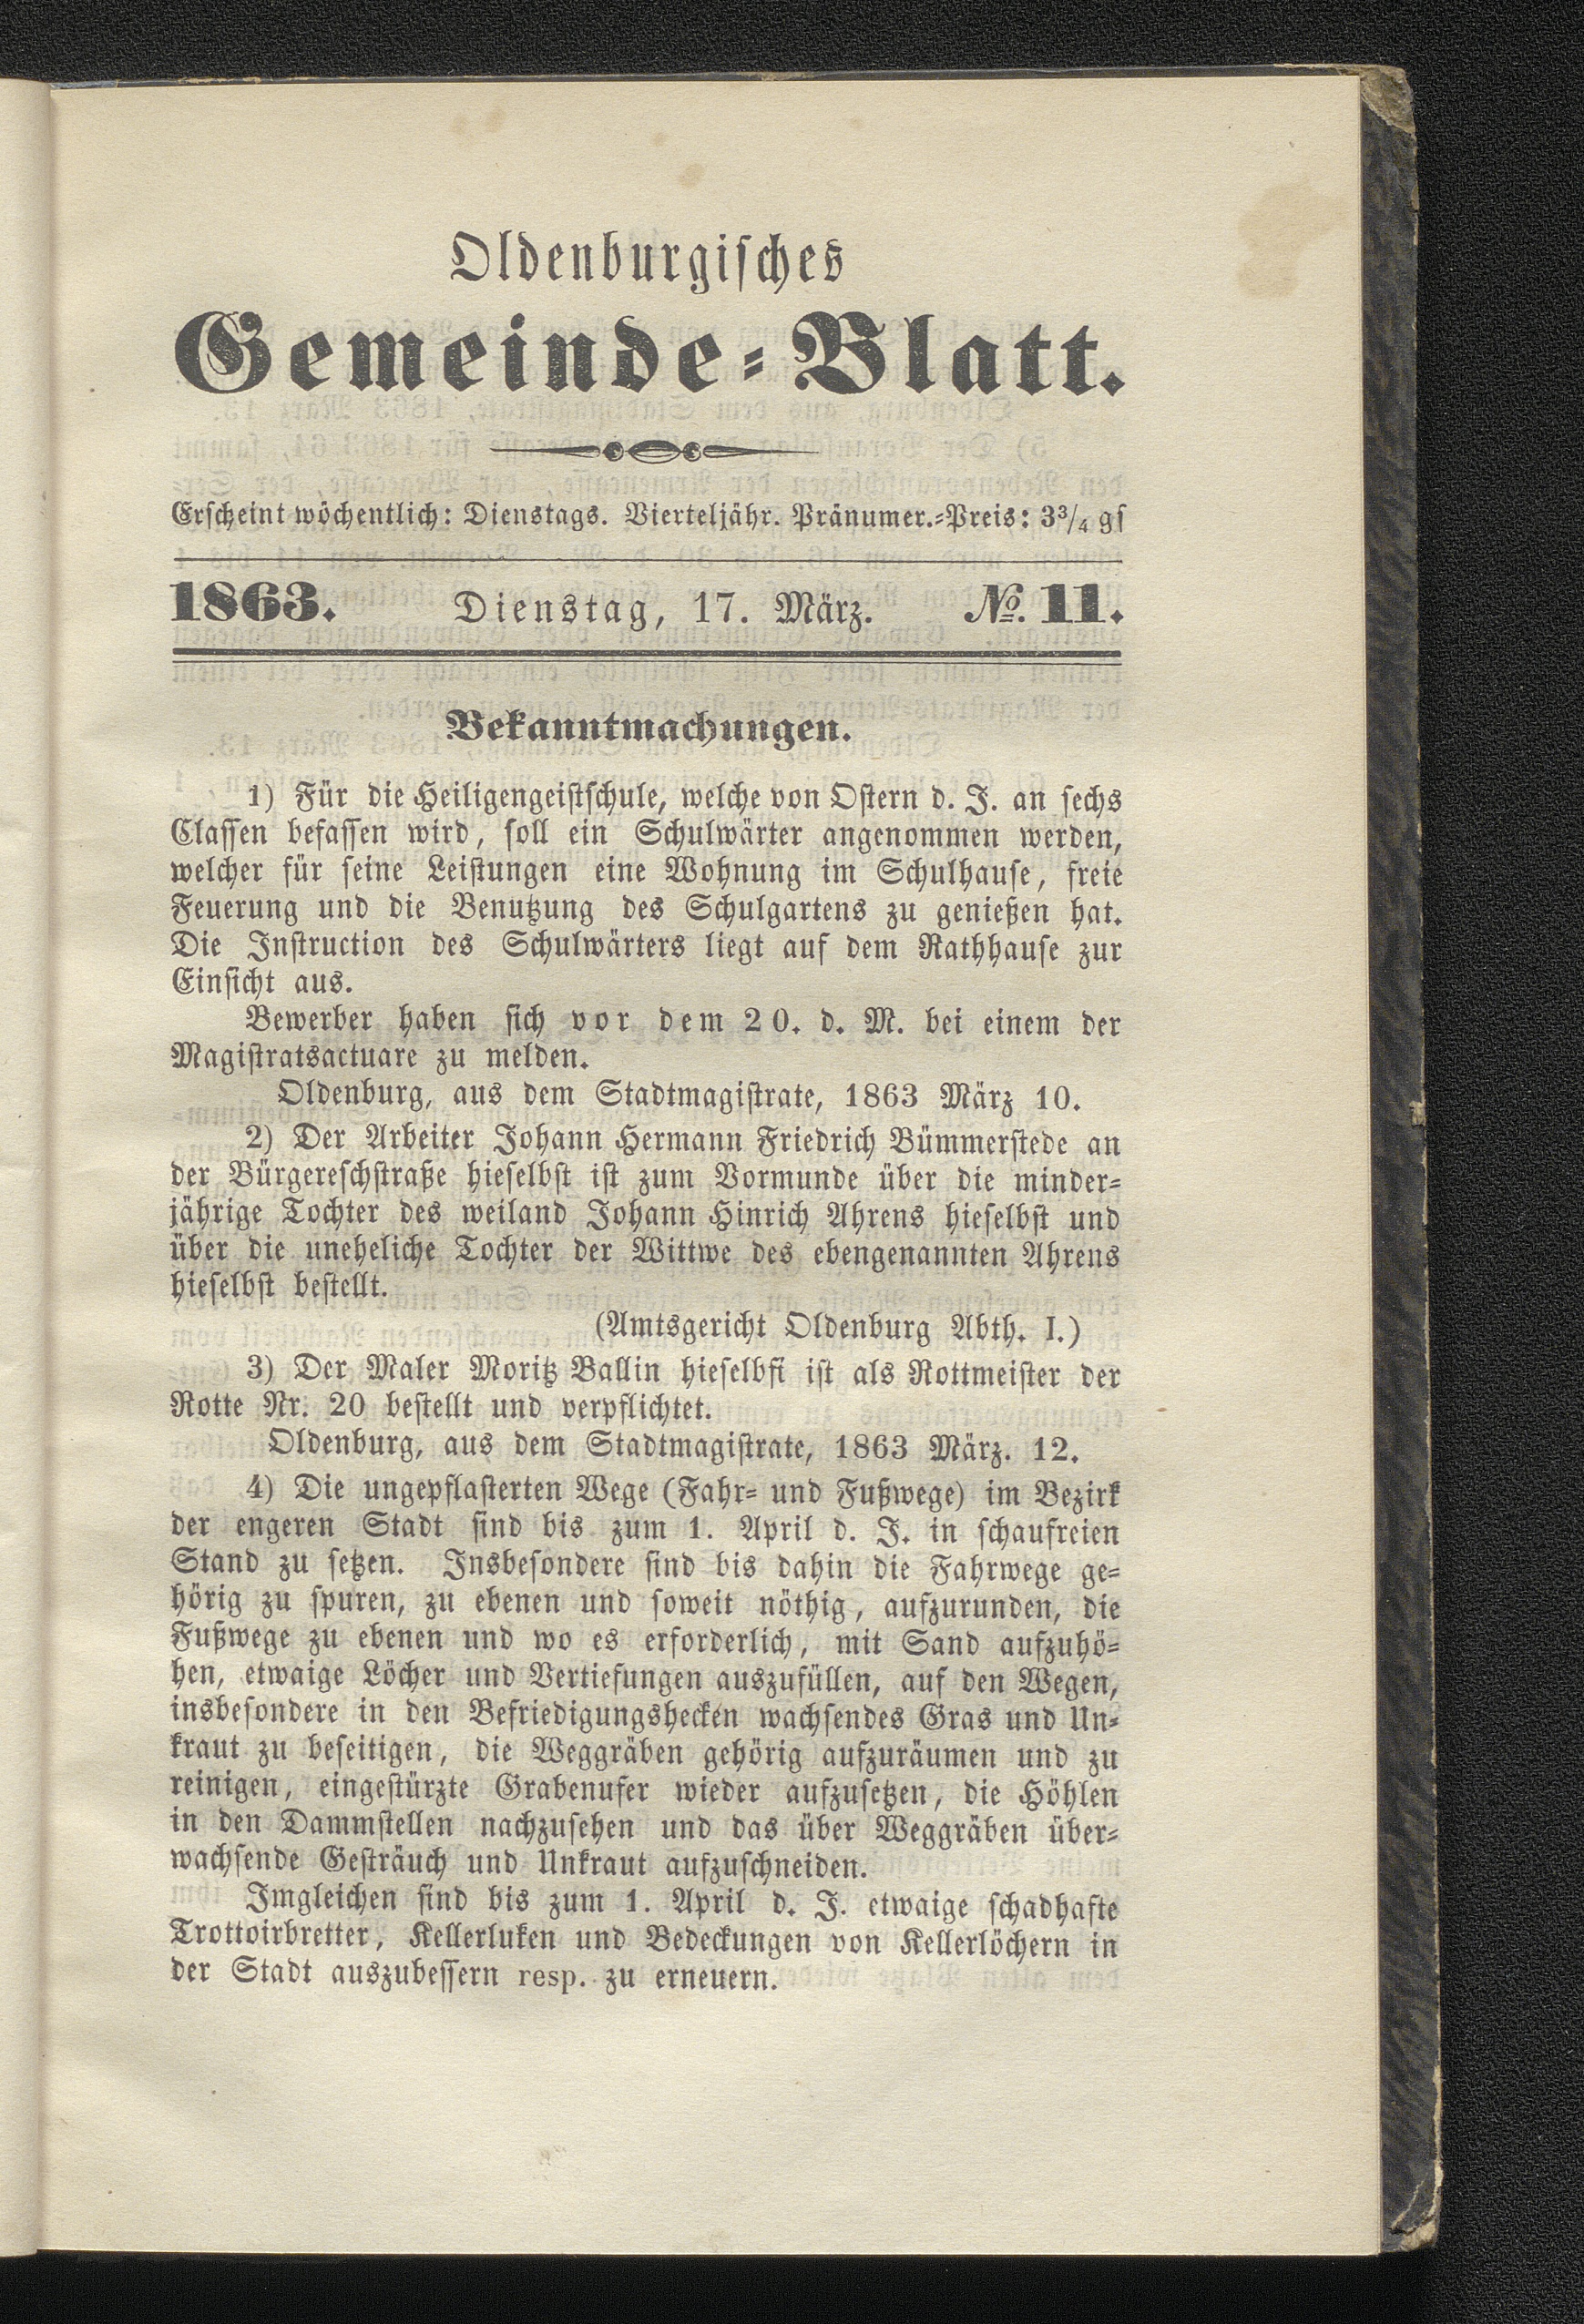 Oldenburgisches
Gemeinde-Blatt.
Erscheint wöchentlich: Dienstags. Vierteljähr. Pränumer.-Preis: 3¾ gs
1863. Dienstag, 17. März. №. 11.
Bekanntmachungen.
1) Für die Heiligengeistschule, welche von Ostern d. J. an sechs
Classen befassen wird, soll ein Schulwärter angenommen werden,
welcher für seine Leistungen eine Wohnung im Schulhause, freie
Feuerung und die Benutzung des Schulgartens zu genießen hat.
Die Instruction des Schulwärters liegt auf dem Rathhause zur
Einsicht aus.
Bewerber haben sich vor dem 20. d. M. bei einem der
Magistratsactuare zu melden.
Oldenburg, aus dem Stadtmagistrate, 1863 März 10.
2) Der Arbeiter Johann Hermann Friedrich Bümmerstede an
der Bürgereschstraße hieselbst ist zum Vormunde über die minder-
jährige Tochter des weiland Johann Hinrich Ahrens hieselbst und
über die uneheliche Tochter der Wittwe des ebengenannten Ahrens
hieselbst bestellt.
(Amtsgericht Oldenburg Abth. I.)
3) Der Maler Moritz Ballin hieselbst ist als Rottmeister der
Rotte Nr. 20 bestellt und verpflichtet.
Oldenburg, aus dem Stadtmagistrate, 1863 März. 12.
4) Die ungepflasterten Wege (Fahr- und Fußwege) im Bezirk
der engeren Stadt sind bis zum 1. April d. J. in schaufreien
Stand zu setzen. Insbesondere sind bis dahin die Fahrwege ge-
hörig zu spuren, zu ebenen und soweit nöthig, aufzurunden, die
Fußwege zu ebenen und wo es erforderlich, mit Sand aufzuhö-
hen, etwaige Löcher und Vertiefungen auszufüllen, auf den Wegen,
insbesondere in den Befriedigungshecken wachsendes Gras und Un-
kraut zu beseitigen, die Weggräben gehörig aufzuräumen und zu
reinigen, eingestürzte Grabenufer wieder aufzusetzen, die Höhlen
in den Dammstellen nachzusehen und das über Weggräben über-
wachsende Gesträuch und Unkraut aufzuschneiden.
Imgleichen sind bis zum 1. April d. J. etwaige schadhafte
Trottoirbretter, Kellerluken und Bedeckungen von Kellerlöchern in
der Stadt auszubessern resp. zu erneuern.